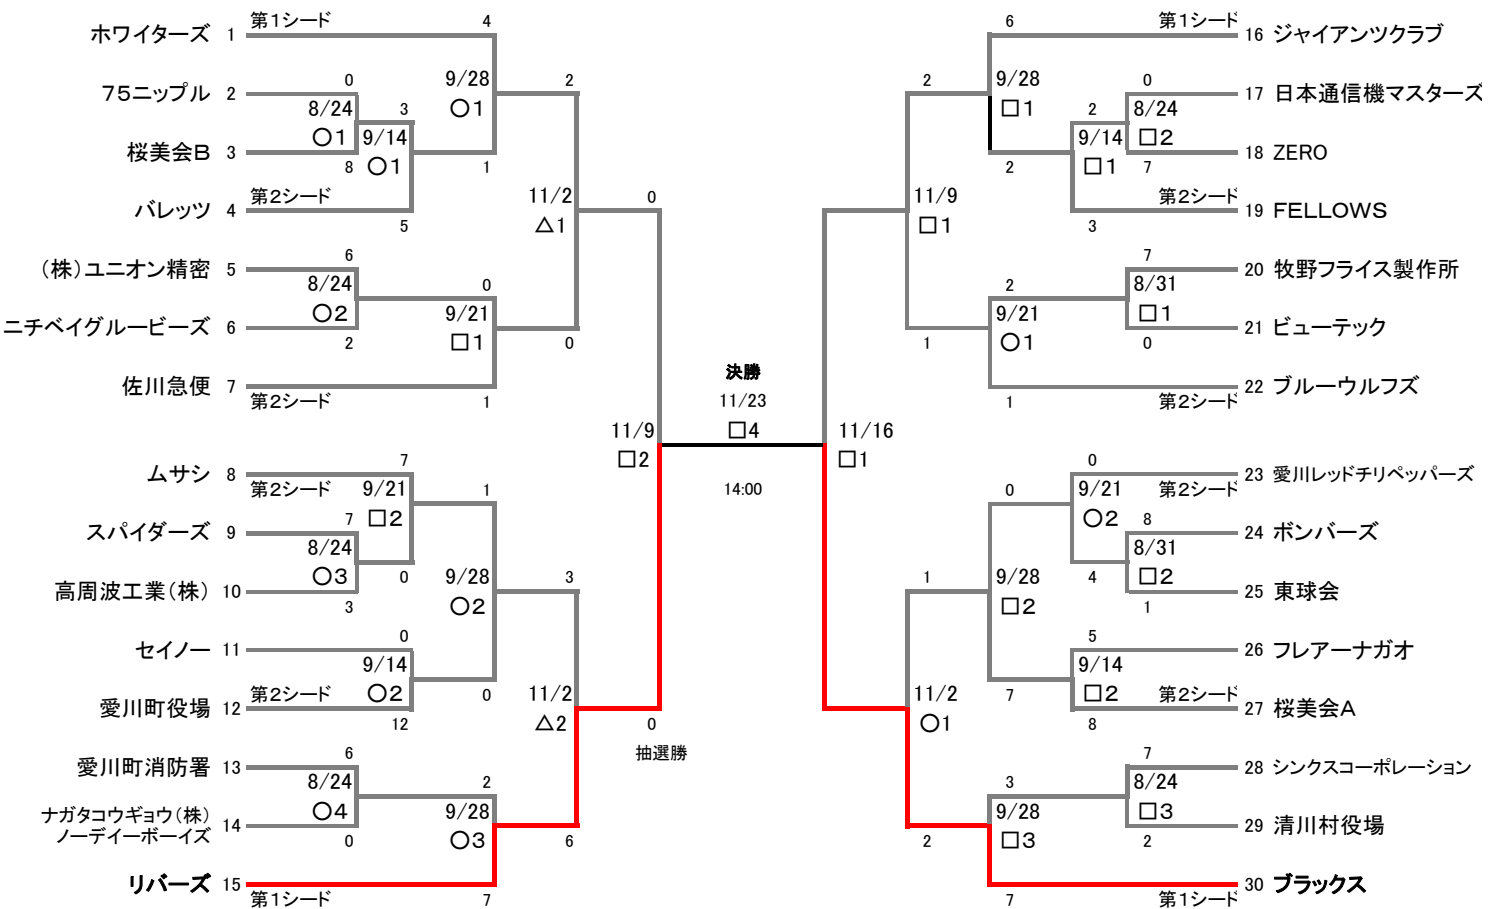 ホワイターズ 1 第1シード 4
75ニップル 2 0
8/24
○1
桜美会B 3 8
3
9/14
○1
バレッツ 4 第2シード 5
9/28
○1
1
2
(株)ユニオン精密 5 6
8/24
○2
ニチベイグルービーズ 6 2
0
9/21
□1
佐川急便 7 第2シード 1
0
11/2
△1
0
ムサシ 8 第2シード 7
9/21
□2
スパイダーズ 9 7
8/24
○3
高周波工業(株) 10 3
0
1
9/28
○2
セイノー 11 0
9/14
○2
愛川町役場 12 第2シード 12
0
3
11/2
△2
愛川町消防署 13 6
8/24
○4
ナガタコウギョウ(株)
ノーデイーボーイズ 14 0
2
9/28
○3
リバーズ 15 第1シード 7
6
0
抽選勝
11/9
□2
決勝
11/23
□4
14:00
11/16
□1
6 第1シード 16 ジャイアンツクラブ
9/28
□1
2
0 17 日本通信機マスターズ
8/24
□2
7 18 ZERO
2
9/14
□1
3 第2シード 19 FELLOWS
2
11/9
□1
7 20 牧野フライス製作所
8/31
□1
0 21 ビューテック
2
9/21
○1
1 第2シード 22 ブルーウルフズ
1
0 第2シード 23 愛川レッドチリペッパーズ
9/21
○2
8 24 ボンバーズ
8/31
□2
1 25 東球会
4
0
9/28
□2
5 26 フレアーナガオ
9/14
□2
8 第2シード 27 桜美会A
7
1
11/2
○1
7 28 シンクスコーポレーション
8/24
□3
2 29 清川村役場
3
9/28
□3
7 第1シード 30 ブラックス
2